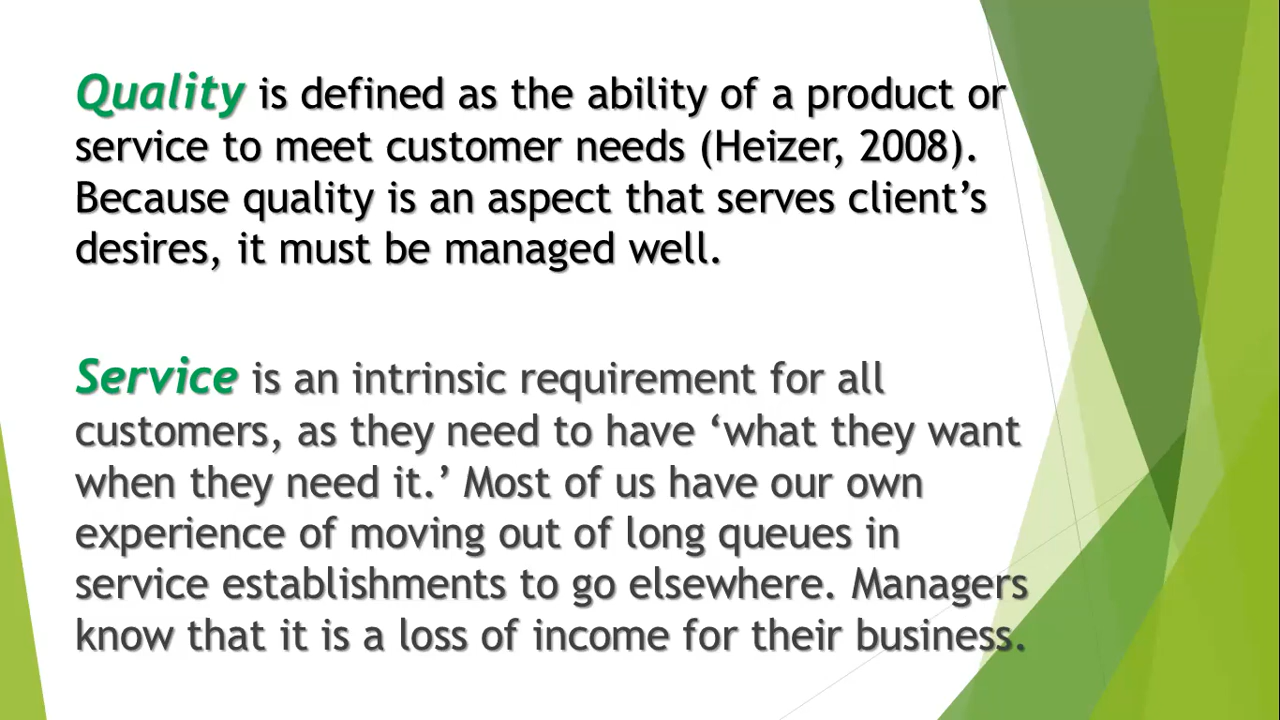 Quality is defined as the ability of a product or
service to meet customer needs (Heizer, 2008).
Because quality is an aspect that serves client’s
desires, it must be managed well.
Service is an intrinsic requirement for all
customers, as they need to have ‘what they want
when they need it.’ Most of us have our own
experience of moving out of long queues in
service establishments to go elsewhere. Managers
know that it is a loss of income for their business.